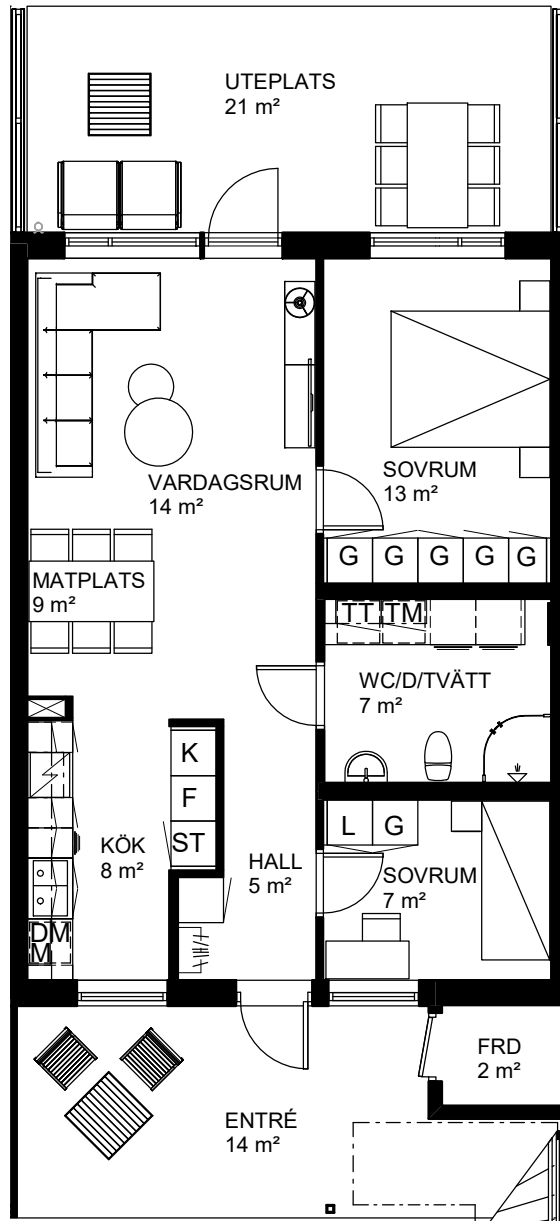 UTEPLATS
21 m²
VARDAGSRUM
14 m²
SOVRUM
13 m²
G G G G G
MATPLATS
9 m²
TT TM
WC/D/TVÄTT
7 m²
K
F
ST
KÖK
8 m²
HALL
5 m²
L G
SOVRUM
7 m²
DM
M
FRD
2 m²
ENTRÉ
14 m²